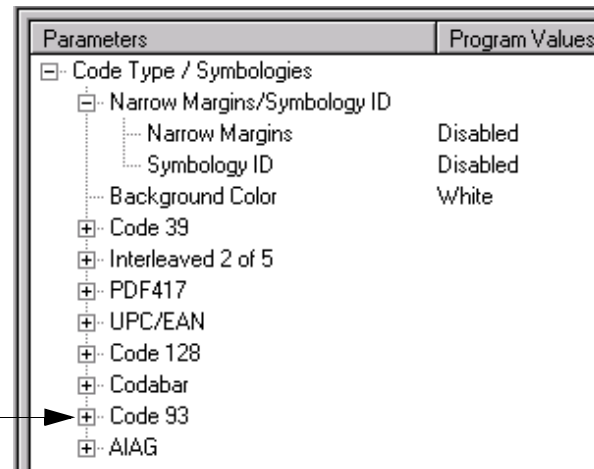 Parameters Program Values
Code Type / Symbologies
Narrow Margins/Symbology ID
Narrow Margins Disabled
Symbology ID Disabled
Background Color White
Code 39
Interleaved 2 of 5
PDF417
UPC/EAN
Code 128
Codabar
Code 93
AIAG